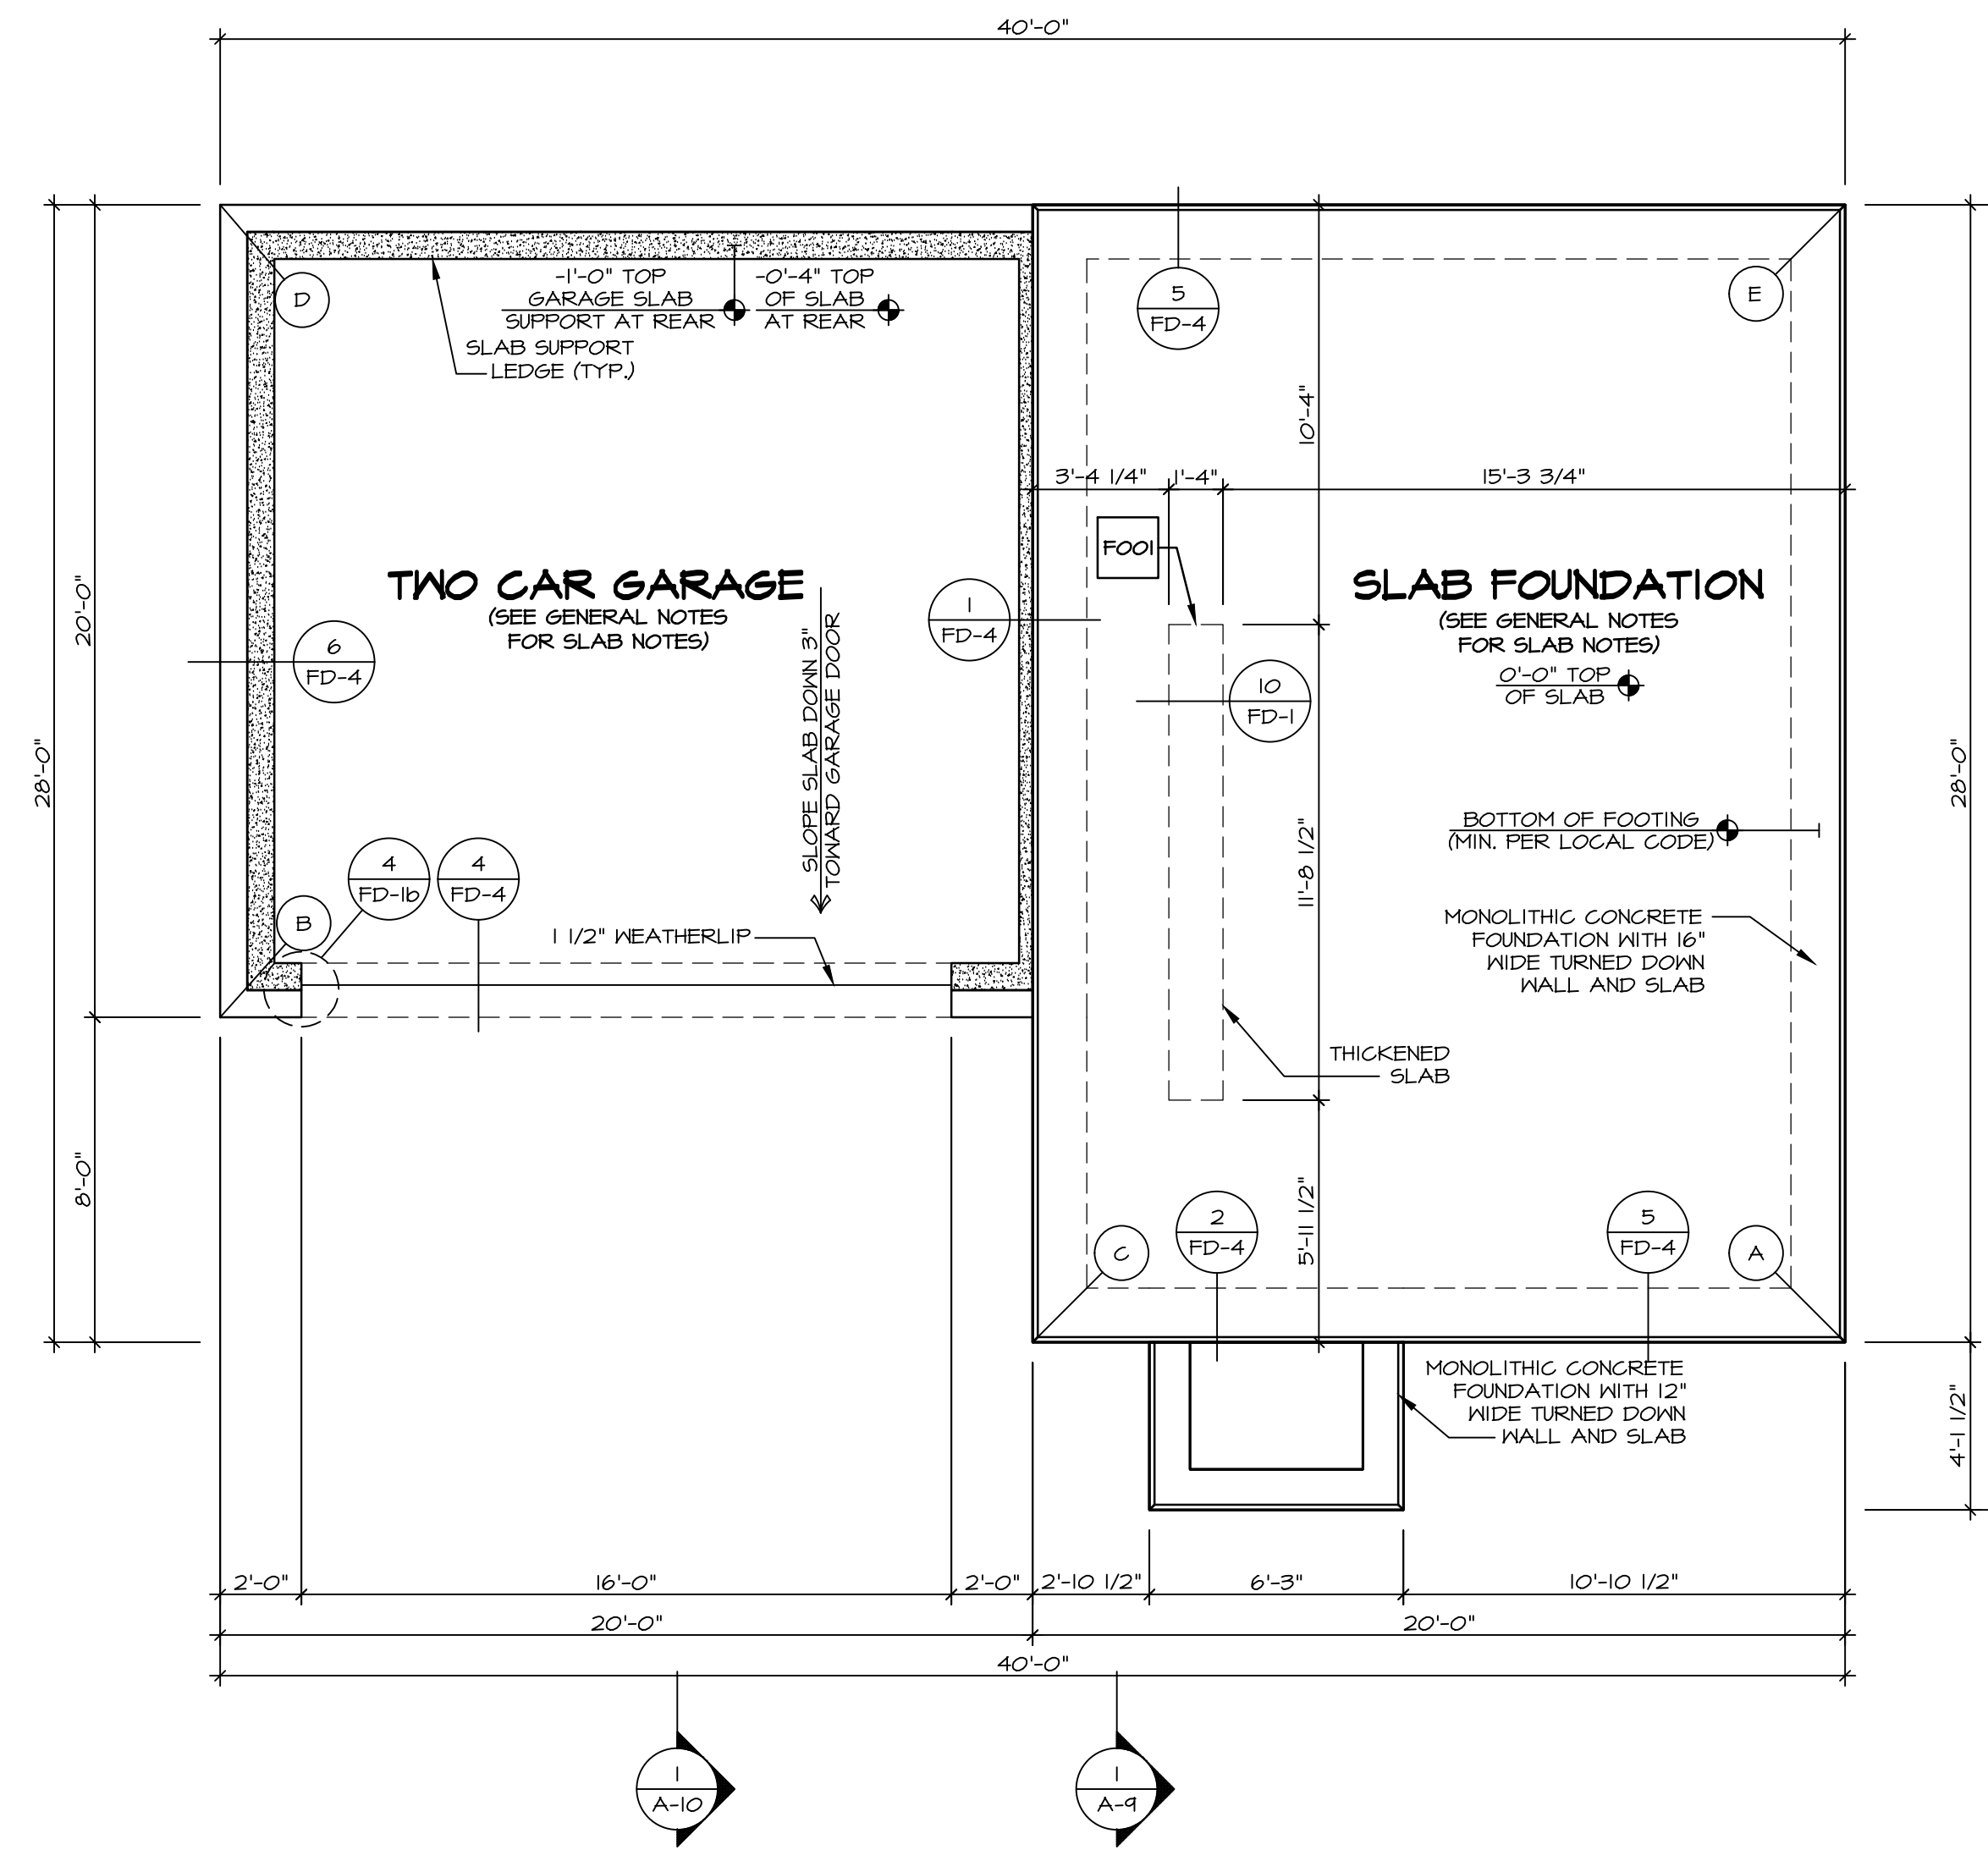 40'-0"
D
-1'-0" TOP
GARAGE SLAB
SUPPORT AT REAR
-0'-4" TOP
OF SLAB
AT REAR
SLAB SUPPORT
LEDGE (TYP.)
5
FD-4
E
10'-4"
3'-4 1/4"
1'-4"
15'-3 3/4"
F001
28'-0"
20'-0"
TWO CAR GARAGE
(SEE GENERAL NOTES
FOR SLAB NOTES)
6
FD-4
1
FD-4
SLOPE SLAB DOWN 3"
TOWARD GARAGE DOOR
SLAB FOUNDATION
(SEE GENERAL NOTES
FOR SLAB NOTES)
0'-0" TOP
OF SLAB
10
FD-1
28'-0"
BOTTOM OF FOOTING
(MIN. PER LOCAL CODE)
11'-8 1/2"
4
FD-1b
4
FD-4
B
1 1/2" WEATHERLIP
MONOLITHIC CONCRETE
FOUNDATION WITH 16"
WIDE TURNED DOWN
WALL AND SLAB
THICKENED
SLAB
8'-0"
5'-11 1/2"
C
2
FD-4
5
FD-4
A
MONOLITHIC CONCRETE
FOUNDATION WITH 12"
WIDE TURNED DOWN
WALL AND SLAB
4'-1 1/2"
2'-0"
16'-0"
2'-0"
2'-10 1/2"
6'-3"
10'-10 1/2"
20'-0"
20'-0"
40'-0"
1
A-10
1
A-9